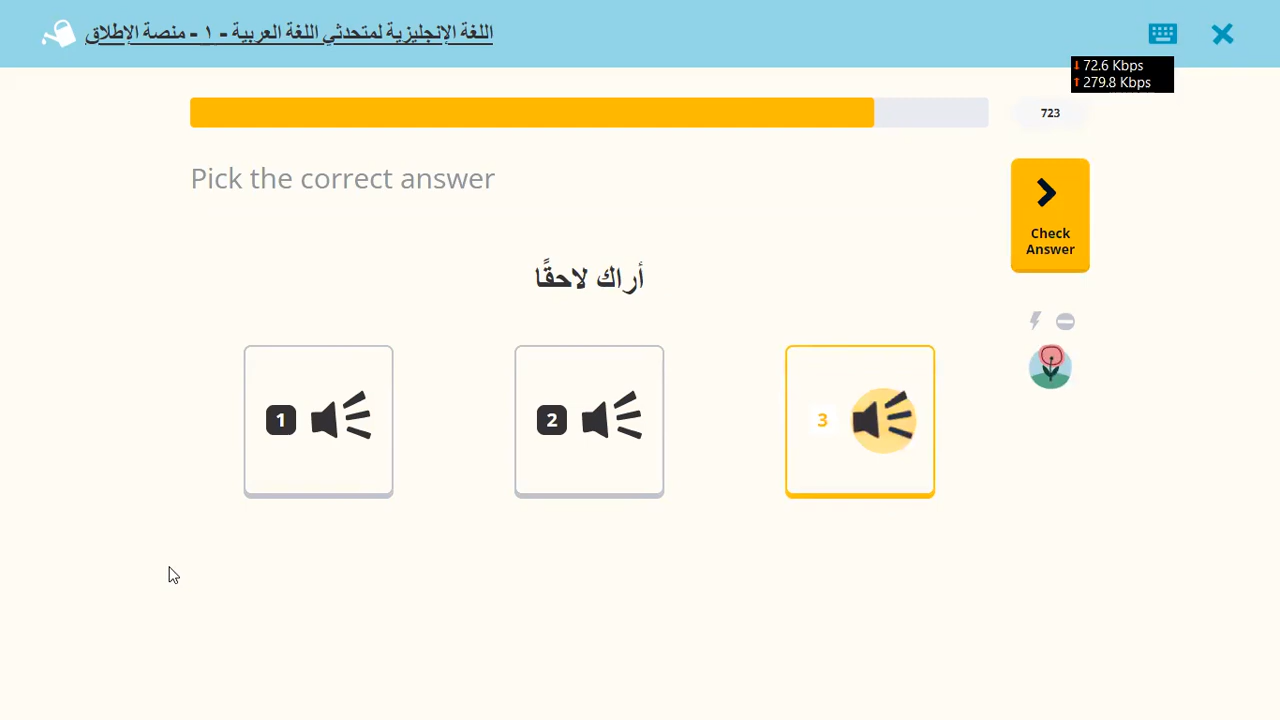 اللغة الإنجليزية لمتحدثي اللغة العربية - ١ - منصة الإطلاق
↓ 72.6 Kbps
↑ 279.8 Kbps
723
Pick the correct answer
Check
Answer
أراك لاحقًا
1
2
3